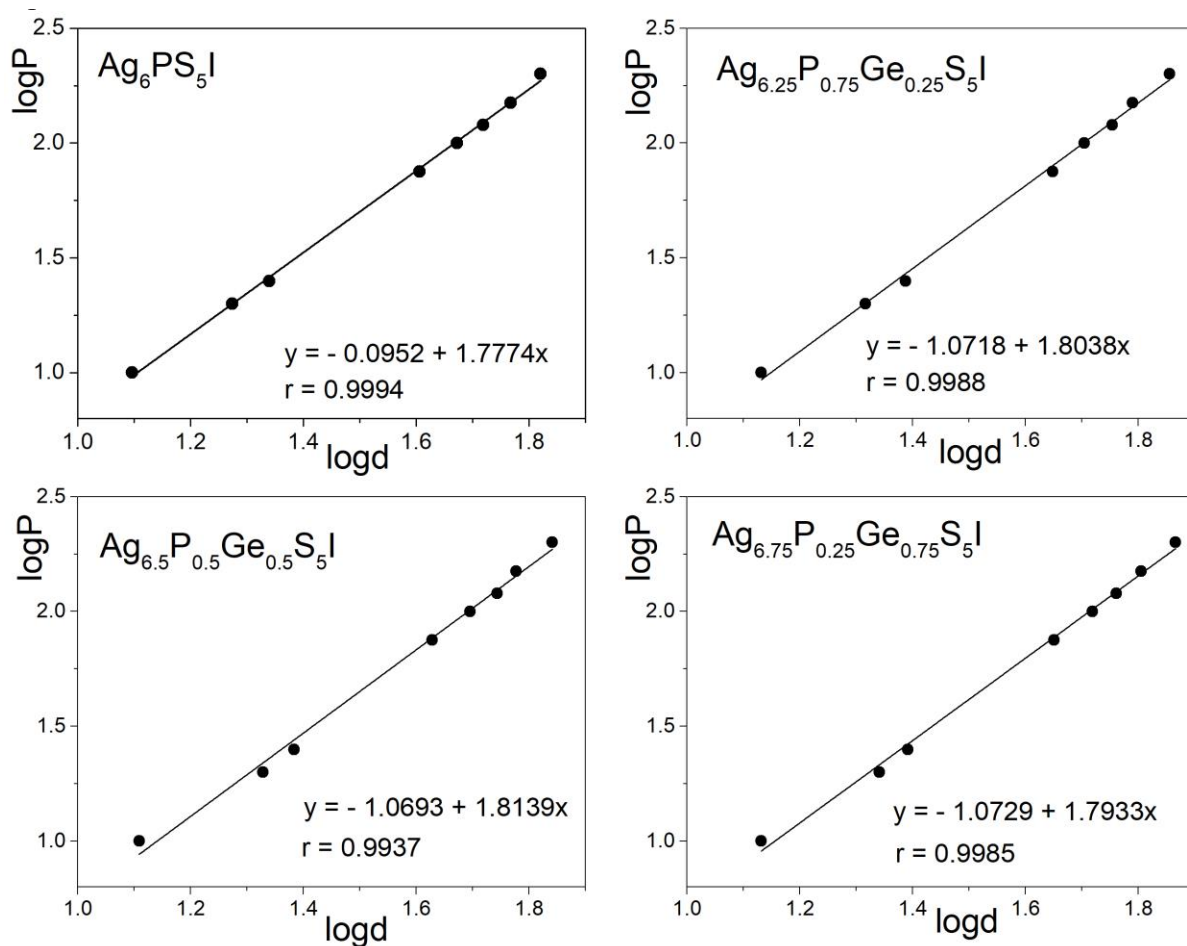 logP
2.5
2.0
1.5
1.0
Ag₆PS₅I
y = - 0.0952 + 1.7774x
r = 0.9994
1.0 1.2 1.4 1.6 1.8
logd
logP
2.5
2.0
1.5
1.0
Ag₆.₂₅P₀.₇₅Ge₀.₂₅S₅I
y = - 1.0718 + 1.8038x
r = 0.9988
1.0 1.2 1.4 1.6 1.8
logd
logP
2.5
2.0
1.5
1.0
Ag₆.₅P₀.₅Ge₀.₅S₅I
y = - 1.0693 + 1.8139x
r = 0.9937
1.0 1.2 1.4 1.6 1.8
logd
logP
2.5
2.0
1.5
1.0
Ag₆.₇₅P₀.₂₅Ge₀.₇₅S₅I
y = - 1.0729 + 1.7933x
r = 0.9985
1.0 1.2 1.4 1.6 1.8
logd